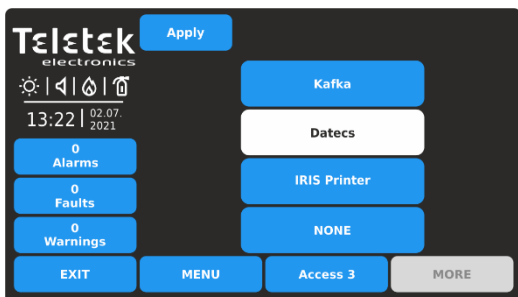 Teletek
electronics
Apply
13:22
02.07.
2021
0
Alarms
0
Faults
0
Warnings
Kafka
Datecs
IRIS Printer
NONE
EXIT
MENU
Access 3
MORE